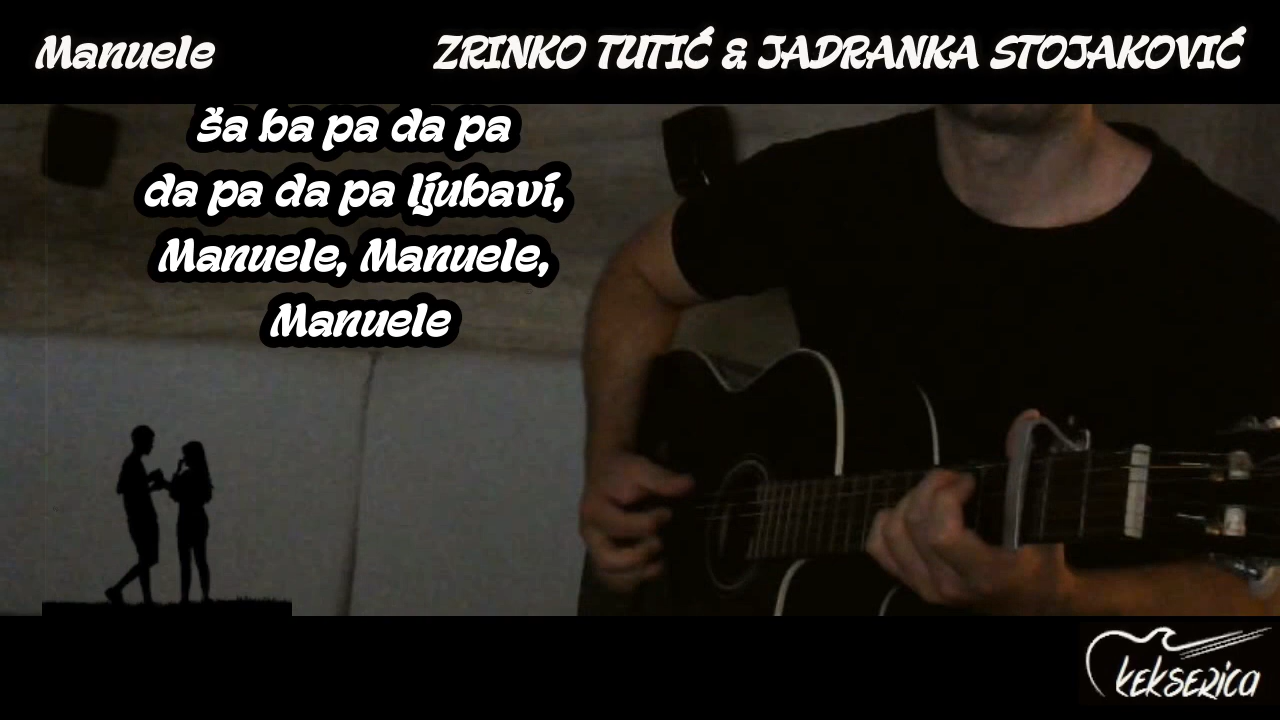 Manuele
ZRINKO TUTIĆ & JADRANKA STOJAKOVIĆ
ša ba pa da pa
da pa da pa ljubavi,
Manuele, Manuele,
Manuele
KEKSERICA